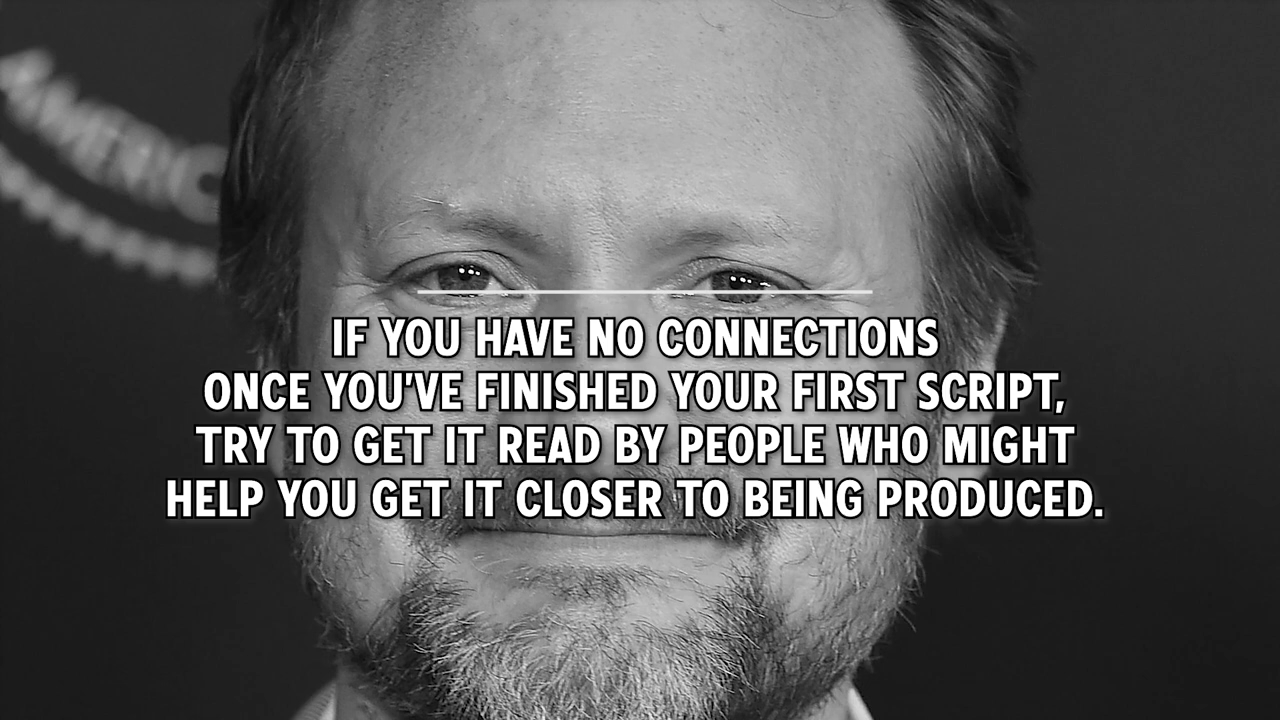 AMERIC
IF YOU HAVE NO CONNECTIONS
ONCE YOU'VE FINISHED YOUR FIRST SCRIPT,
TRY TO GET IT READ BY PEOPLE WHO MIGHT
HELP YOU GET IT CLOSER TO BEING PRODUCED.